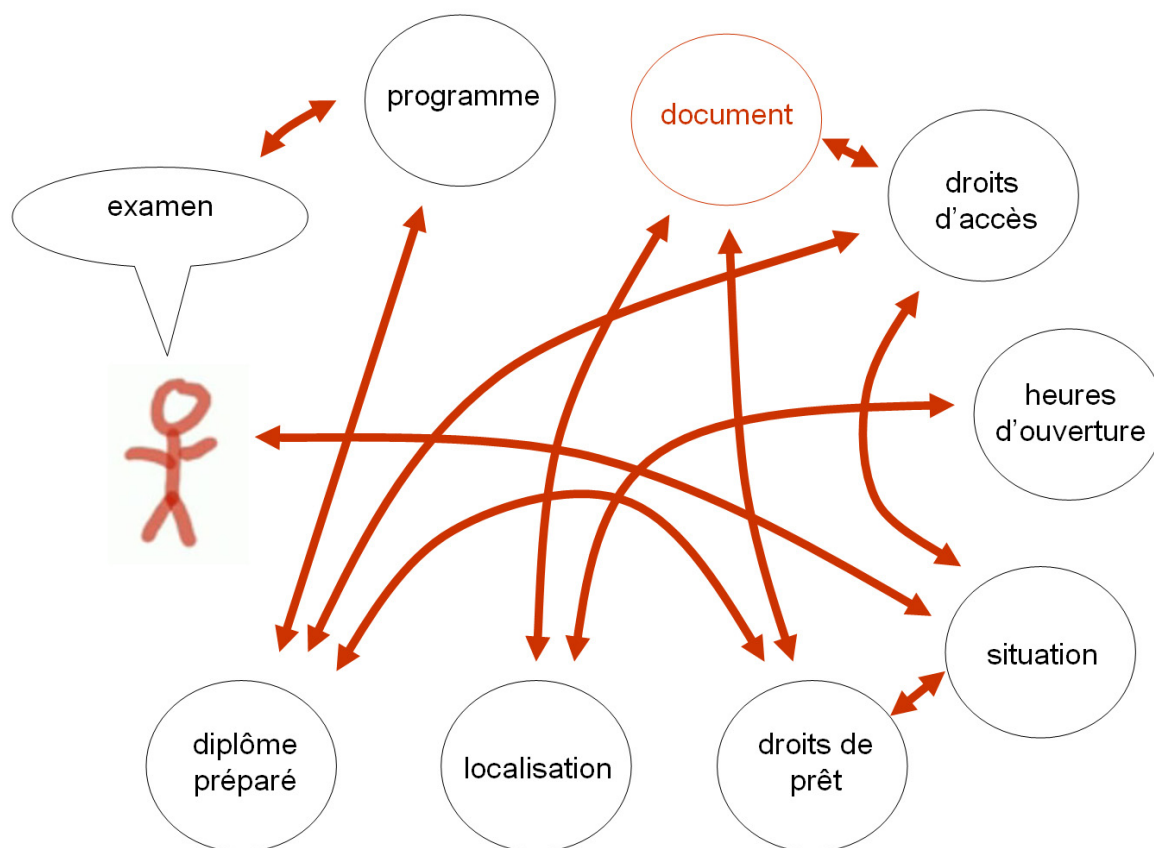 programme
document
droits
d'accès
examen
heures
d'ouverture
situation
diplôme
préparé
localisation
droits de
prêt